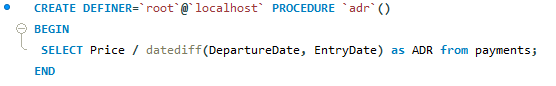 CREATE DEFINER=`root`@`localhost` PROCEDURE `adr`()
BEGIN
SELECT Price / datediff(DepartureDate, EntryDate) as ADR from payments;
END